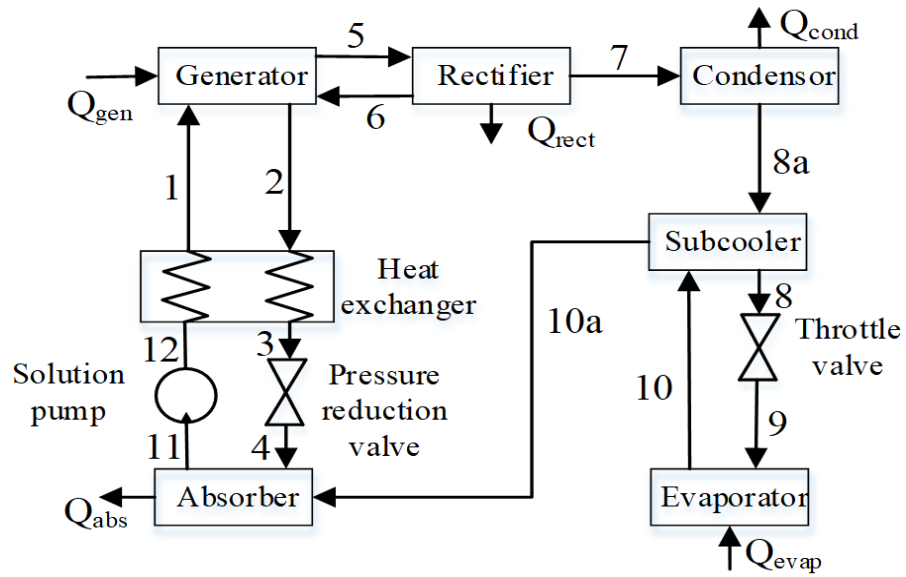 Q_cond
5
Generator
Rectifier
7
Condensor
Q_gen
6
Q_rect
8a
1
2
Subcooler
Heat
exchanger
10a
8
12
3
Throttle
valve
Solution
pump
Pressure
reduction
valve
10
9
11
4
Absorber
Evaporator
Q_abs
Q_evap